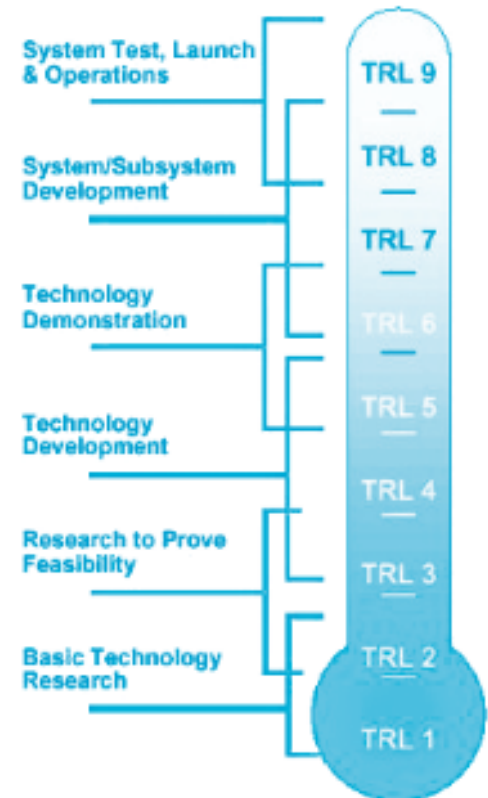 System Test, Launch
& Operations
System/Subsystem
Development
Technology
Demonstration
Technology
Development
Research to Prove
Feasibility
Basic Technology
Research
TRL 9
TRL 8
TRL 7
TRL 6
TRL 5
TRL 4
TRL 3
TRL 2
TRL 1